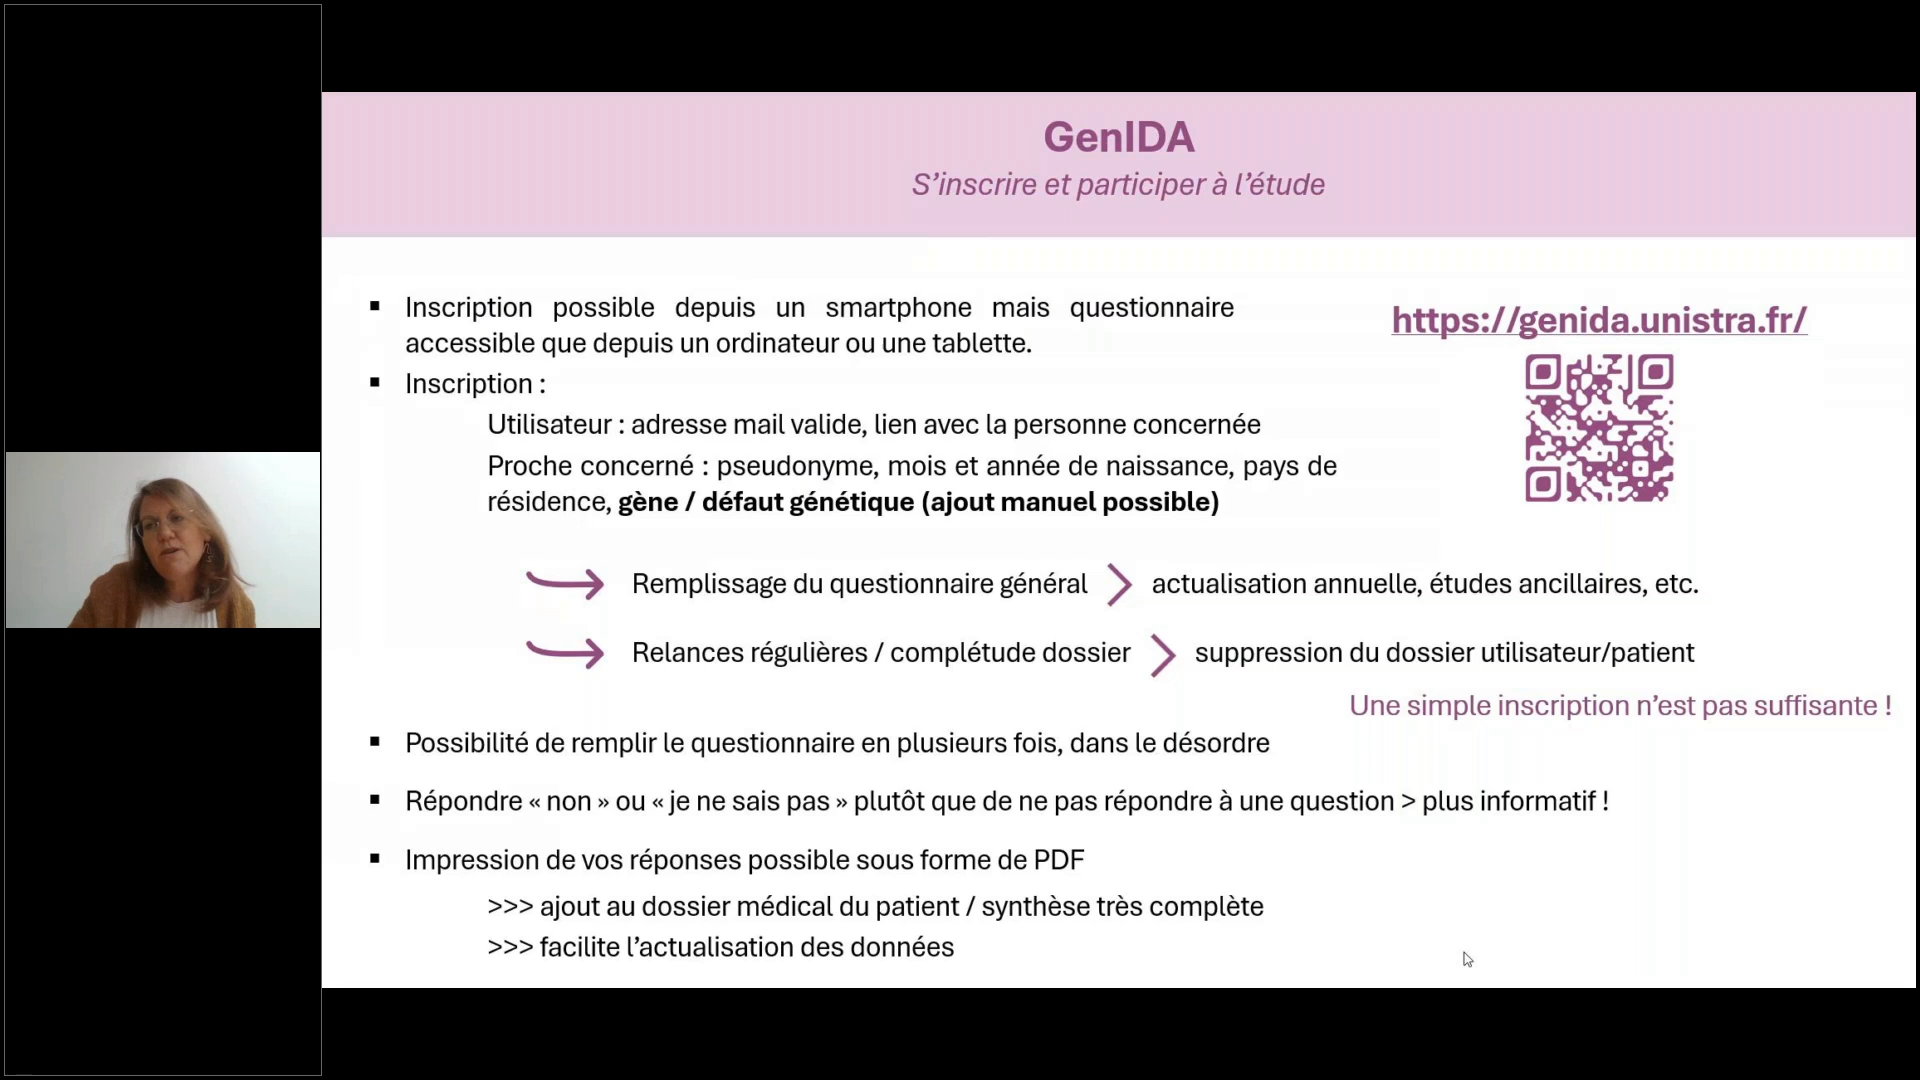 GenIDA
S’inscrire et participer à l’étude
▪ Inscription possible depuis un smartphone mais questionnaire
accessible que depuis un ordinateur ou une tablette.
▪ Inscription :
Utilisateur : adresse mail valide, lien avec la personne concernée
Proche concerné : pseudonyme, mois et année de naissance, pays de
résidence, gène / défaut génétique (ajout manuel possible)
https://genida.unistra.fr/
Remplissage du questionnaire général > actualisation annuelle, études ancillaires, etc.
Relances régulières / complétude dossier > suppression du dossier utilisateur/patient
Une simple inscription n’est pas suffisante !
▪ Possibilité de remplir le questionnaire en plusieurs fois, dans le désordre
▪ Répondre « non » ou « je ne sais pas » plutôt que de ne pas répondre à une question > plus informatif !
▪ Impression de vos réponses possible sous forme de PDF
>>> ajout au dossier médical du patient / synthèse très complète
>>> facilite l’actualisation des données